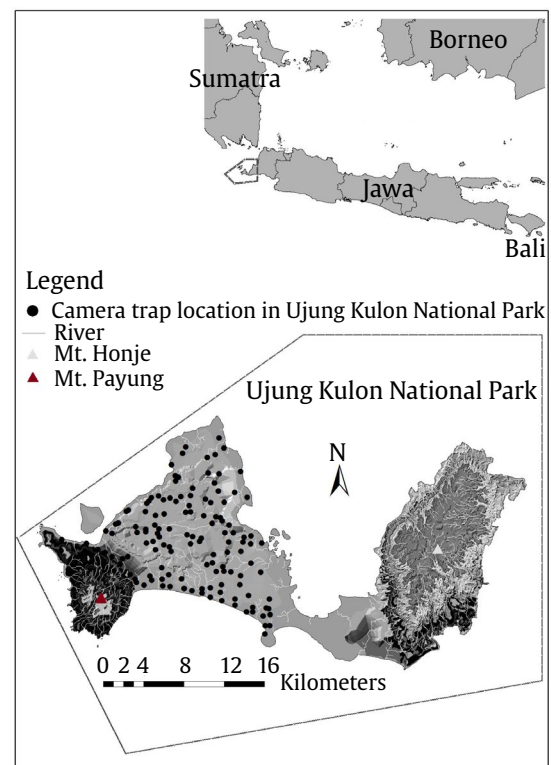 Borneo
Sumatra
Jawa
Bali
Legend
Camera trap location in Ujung Kulon National Park
River
Mt. Honje
Mt. Payung
Ujung Kulon National Park
N
0 2 4 8 12 16
Kilometers